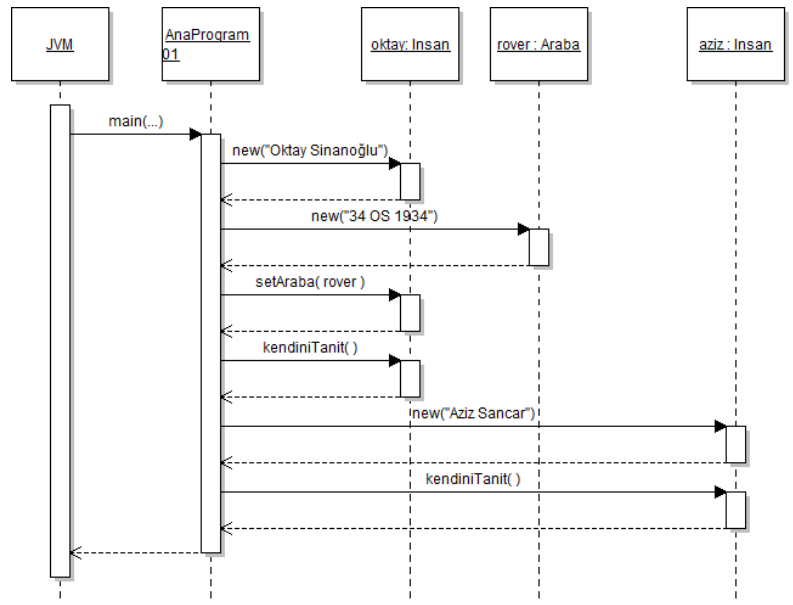 JVM
AnaProgram
01
oktay: Insan
rover : Araba
aziz : Insan
main(...)
new("Oktay Sinanoğlu")
new("34 OS 1934")
setAraba( rover )
kendiniTanit( )
new("Aziz Sancar")
kendiniTanit( )